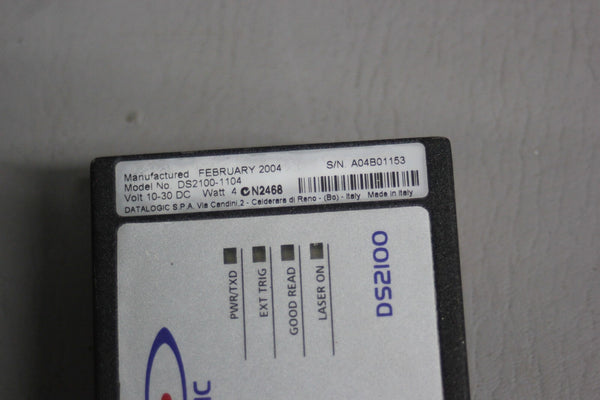 Manufactured FEBRUARY 2004 S/N. A04B01153
Model No. DS2100-1104
Volt 10-30 DC Watt 4 N2468
DATALOGIC S.P.A. Via Candini,2 - Calderara di Reno - (Bo) - Italy Made in Italy
PWR/TXD
EXT TRIG
GOOD READ
LASER ON
DS2100
IC